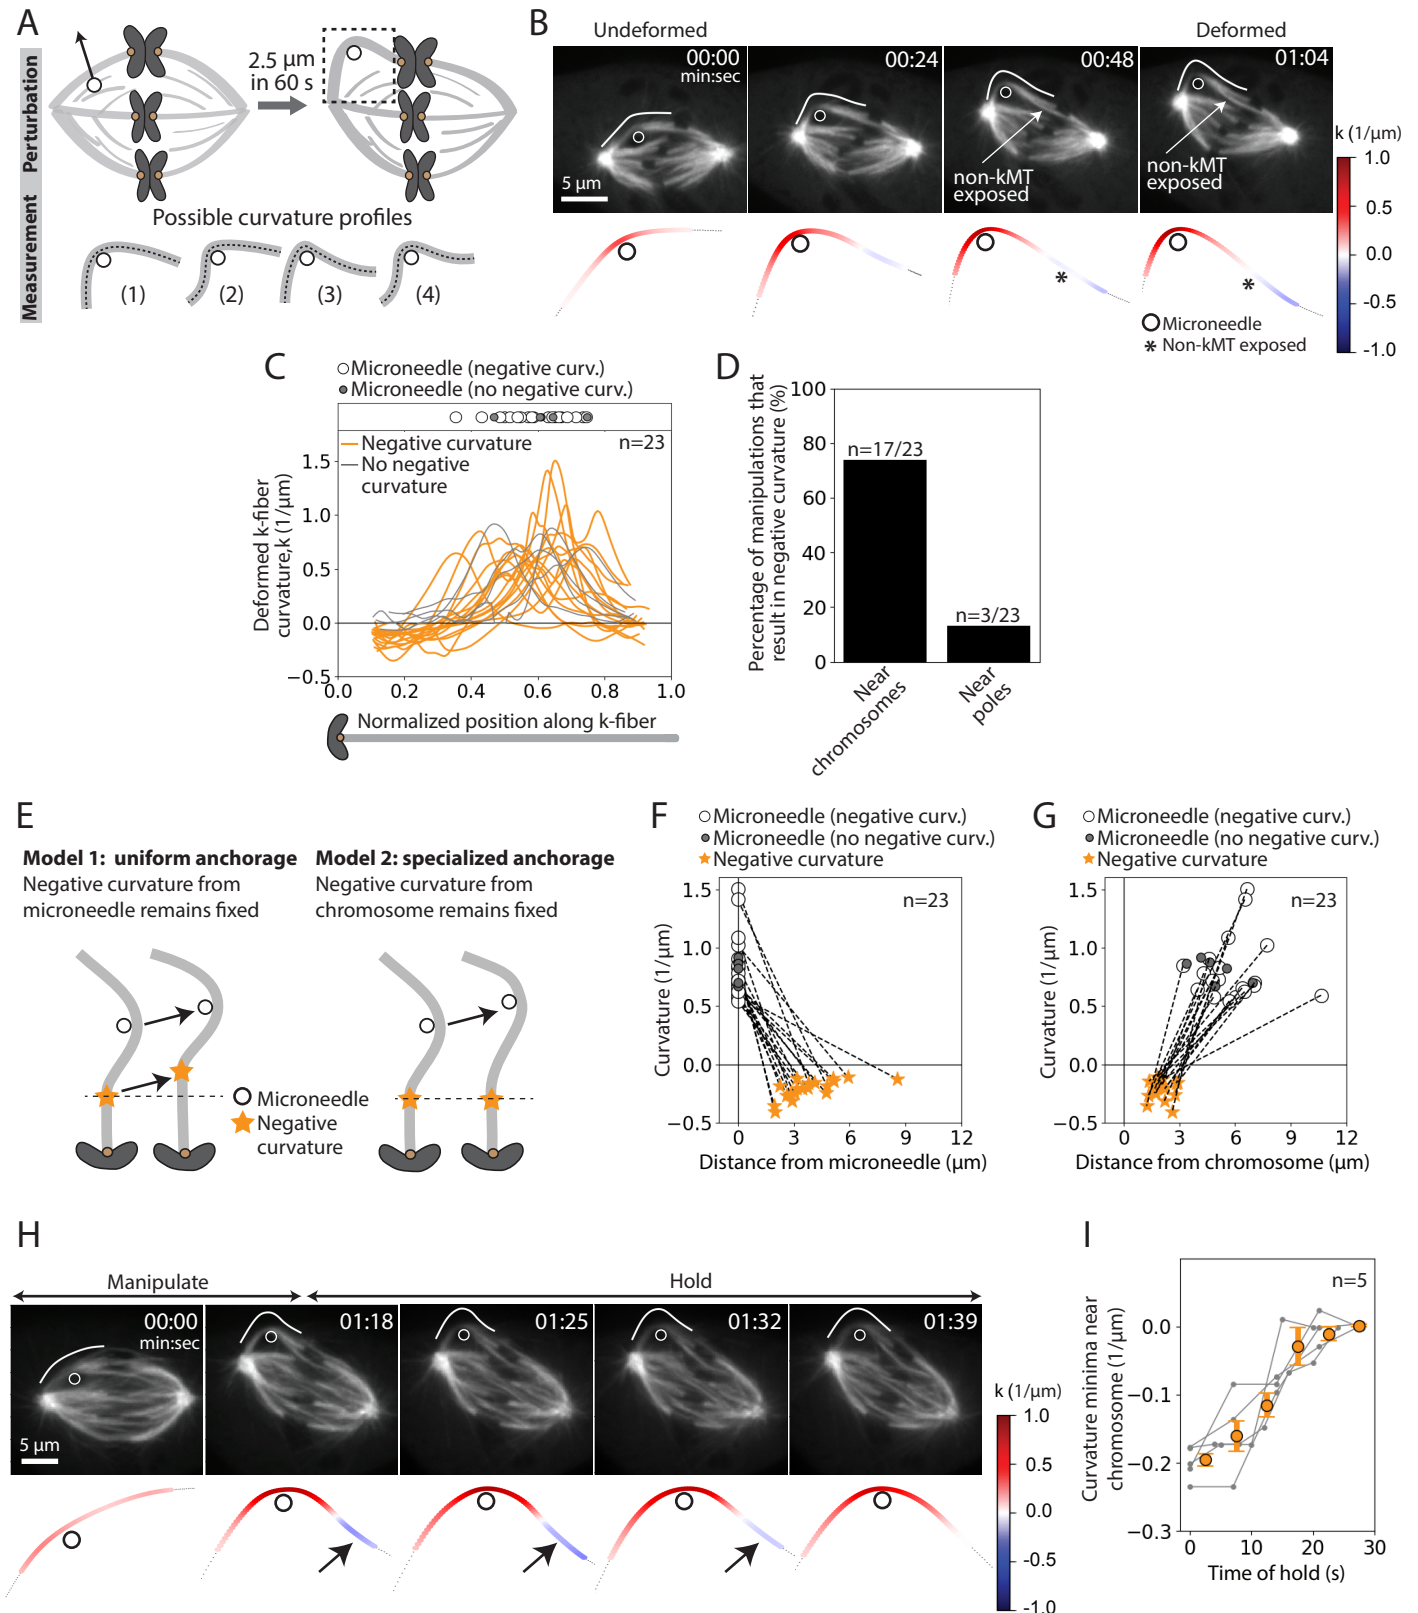 A
Perturbation
Measurement
2.5 µm
in 60 s
Possible curvature profiles
(1)
(2)
(3)
(4)
B
Undeformed
Deformed
00:00
min:sec
00:24
00:48
01:04
5 µm
non-kMT
exposed
non-kMT
exposed
k (1/µm)
1.0
0.5
0.0
-0.5
-1.0
Microneedle
* Non-kMT exposed
*
*
C
Microneedle (negative curv.)
Microneedle (no negative curv.)
Negative curvature
No negative
curvature
n=23
Deformed k-fiber
curvature,k (1/µm)
1.5
1.0
0.5
0.0
−0.5
0.0 0.2 0.4 0.6 0.8 1.0
Normalized position along k-fiber
D
Percentage of manipulations that
result in negative curvature (%)
100
80
60
40
20
0
n=17/23
n=3/23
Near
chromosomes
Near
poles
E
Model 1: uniform anchorage
Negative curvature from
microneedle remains fixed
Model 2: specialized anchorage
Negative curvature from
chromosome remains fixed
Microneedle
Negative
curvature
F
Microneedle (negative curv.)
Microneedle (no negative curv.)
Negative curvature
n=23
Curvature (1/µm)
1.5
1.0
0.5
0.0
−0.5
0 3 6 9 12
Distance from microneedle (µm)
G
Microneedle (negative curv.)
Microneedle (no negative curv.)
Negative curvature
n=23
Curvature (1/µm)
1.5
1.0
0.5
0.0
−0.5
0 3 6 9 12
Distance from chromosome (µm)
H
Manipulate
Hold
00:00
min:sec
01:18
01:25
01:32
01:39
5 µm
k (1/µm)
1.0
0.5
0.0
-0.5
-1.0
I
n=5
Curvature minima near
chromosome (1/µm)
0.0
−0.1
−0.2
−0.3
0 10 20 30
Time of hold (s)